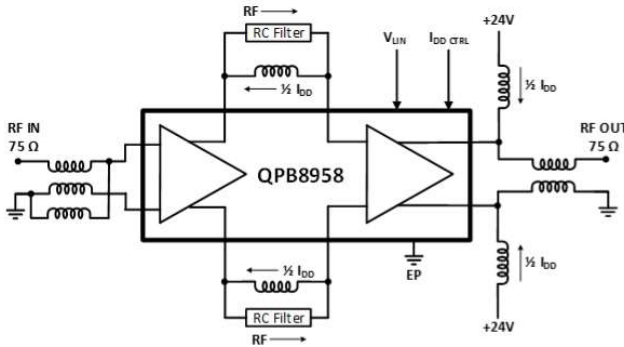 RF →
RC Filter
← ½ I_DD
V_LIN
I_DD CTRL
+24V
½ I_DD
RF IN
75 Ω
QPB8958
RF OUT
75 Ω
EP
← ½ I_DD
½ I_DD
RC Filter
RF →
+24V